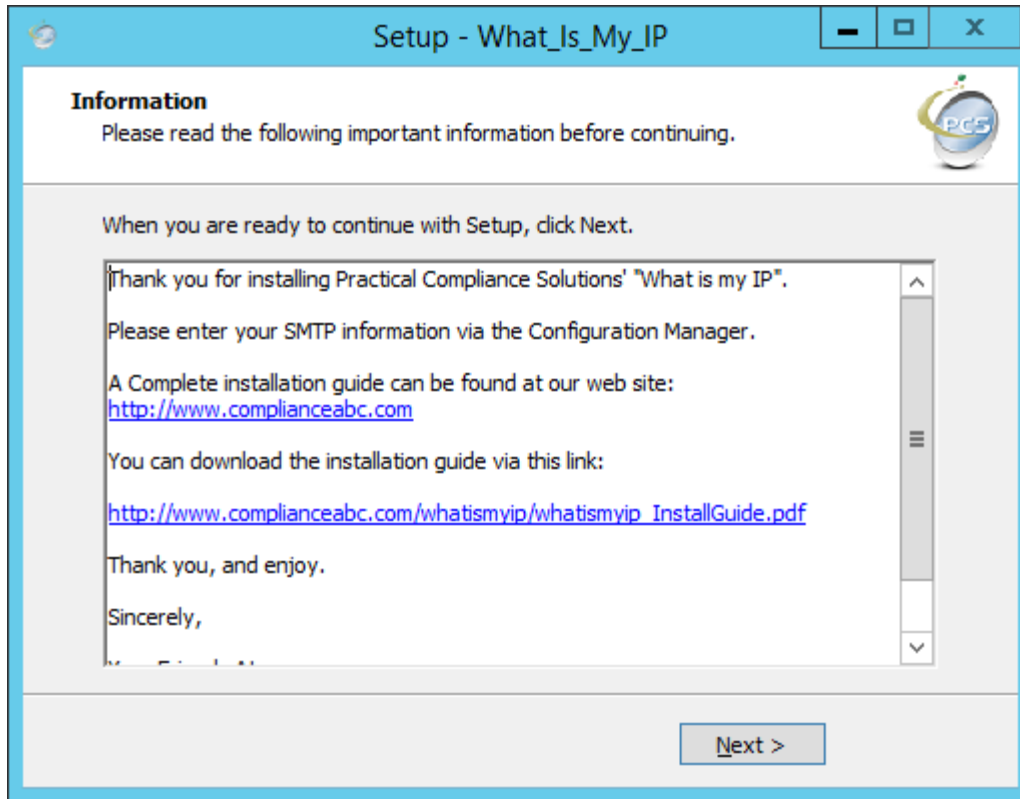 Setup - What_Is_My_IP
Information
Please read the following important information before continuing.
PCS
When you are ready to continue with Setup, click Next.
Thank you for installing Practical Compliance Solutions' "What is my IP".
Please enter your SMTP information via the Configuration Manager.
A Complete installation guide can be found at our web site:
http://www.complianceabc.com
You can download the installation guide via this link:
http://www.complianceabc.com/whatismyip/whatismyip_InstallGuide.pdf
Thank you, and enjoy.
Sincerely,
Next >